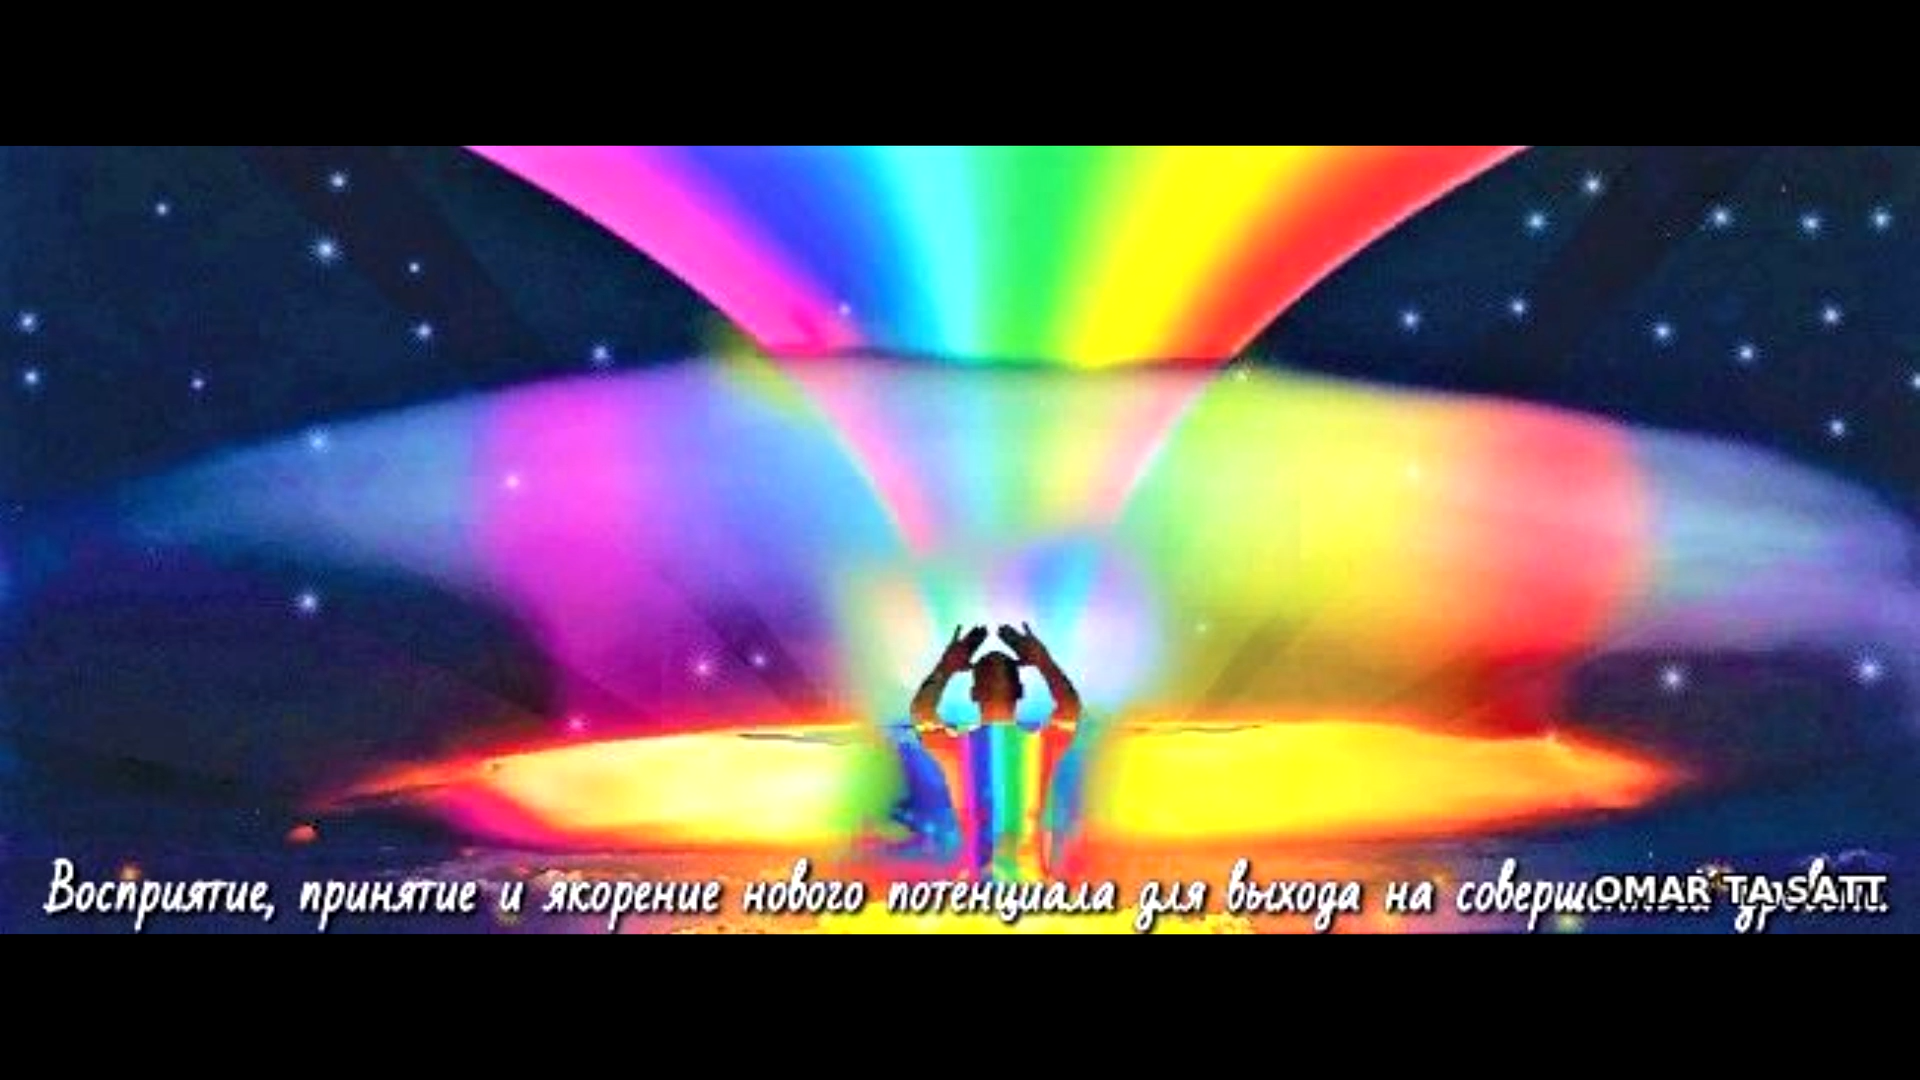 Восприятие, принятие и якорение нового потенциала для выхода на
OMAR TA SATT